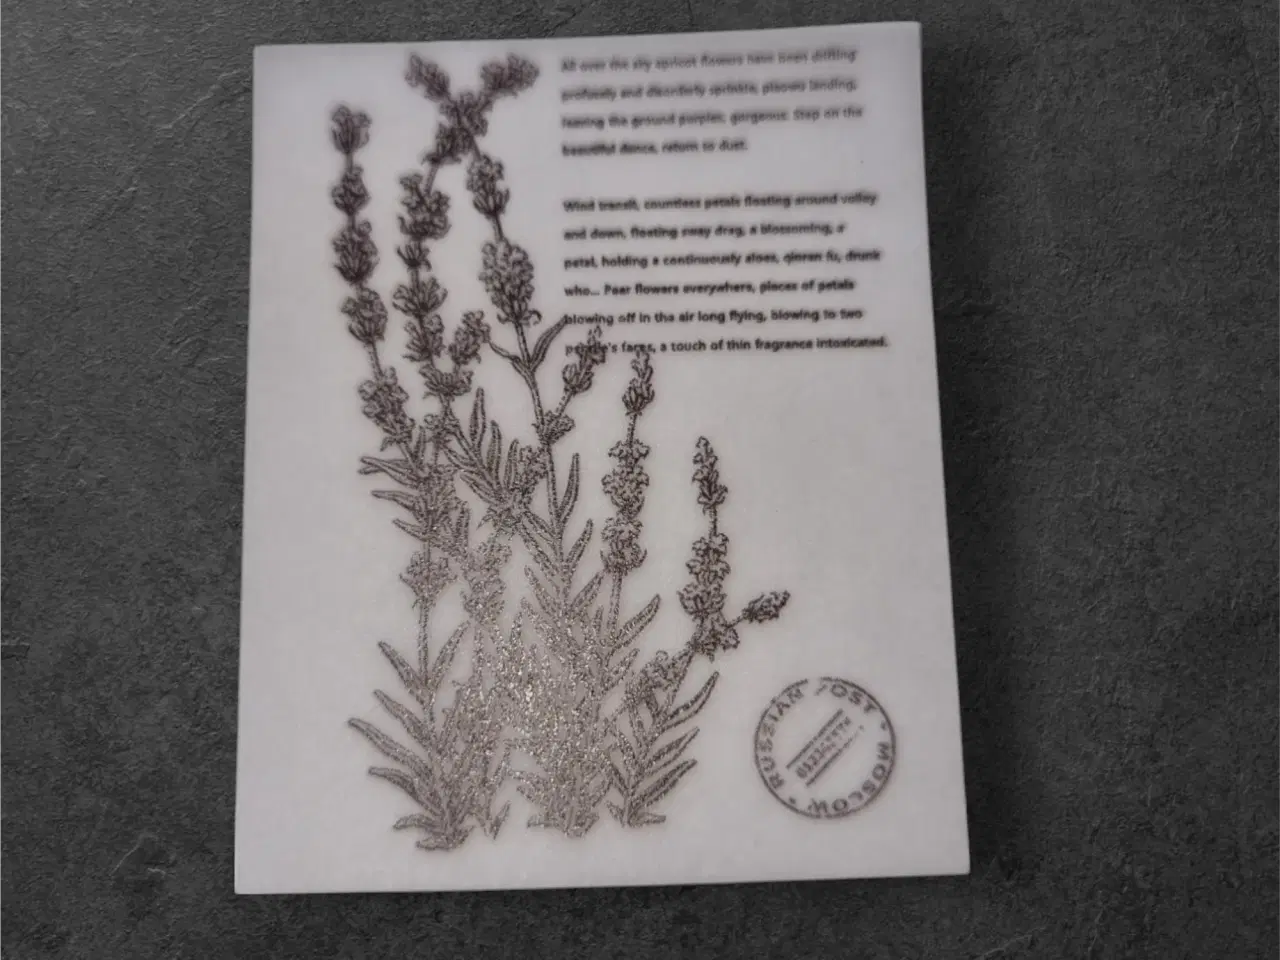 All over the sky apricot flowers have been drifting
profusely and disorderly sprinkle, pieces landing,
leaving the ground purples, gorgeous. Step on the
beautiful dance, return to dust.
Wind transit, countless petals floating around valley
and down, floating sway drag, a blossoming, a
petal, holding a continuously aloes, qinran fu, drunk
who... Pear flowers everywhere, pieces of petals
blowing off in the air long flying, blowing to two
people's faces, a touch of thin fragrance intoxicated.
RUSSIAN POST * MOSCOW *